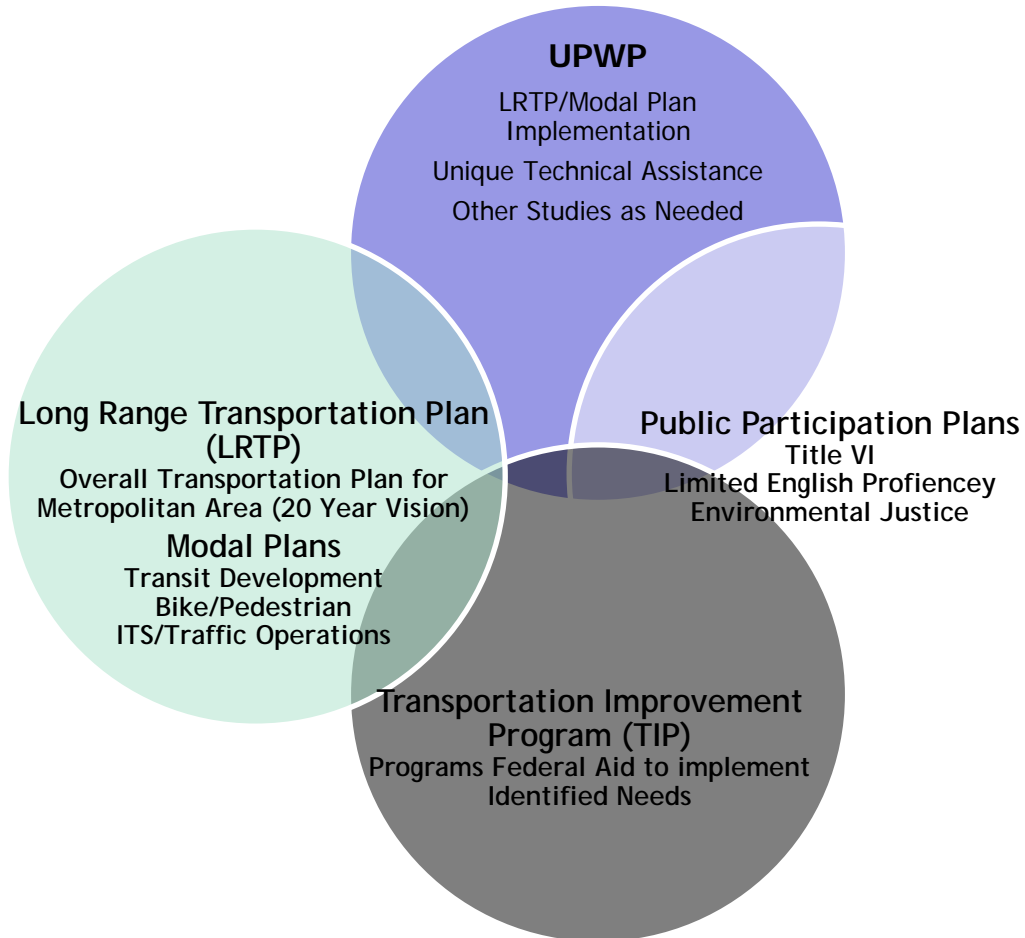 UPWP
LRTP/Modal Plan
Implementation
Unique Technical Assistance
Other Studies as Needed
Long Range Transportation Plan
(LRTP)
Overall Transportation Plan for
Metropolitan Area (20 Year Vision)
Modal Plans
Transit Development
Bike/Pedestrian
ITS/Traffic Operations
Public Participation Plans
Title VI
Limited English Profiencey
Environmental Justice
Transportation Improvement
Program (TIP)
Programs Federal Aid to implement
Identified Needs